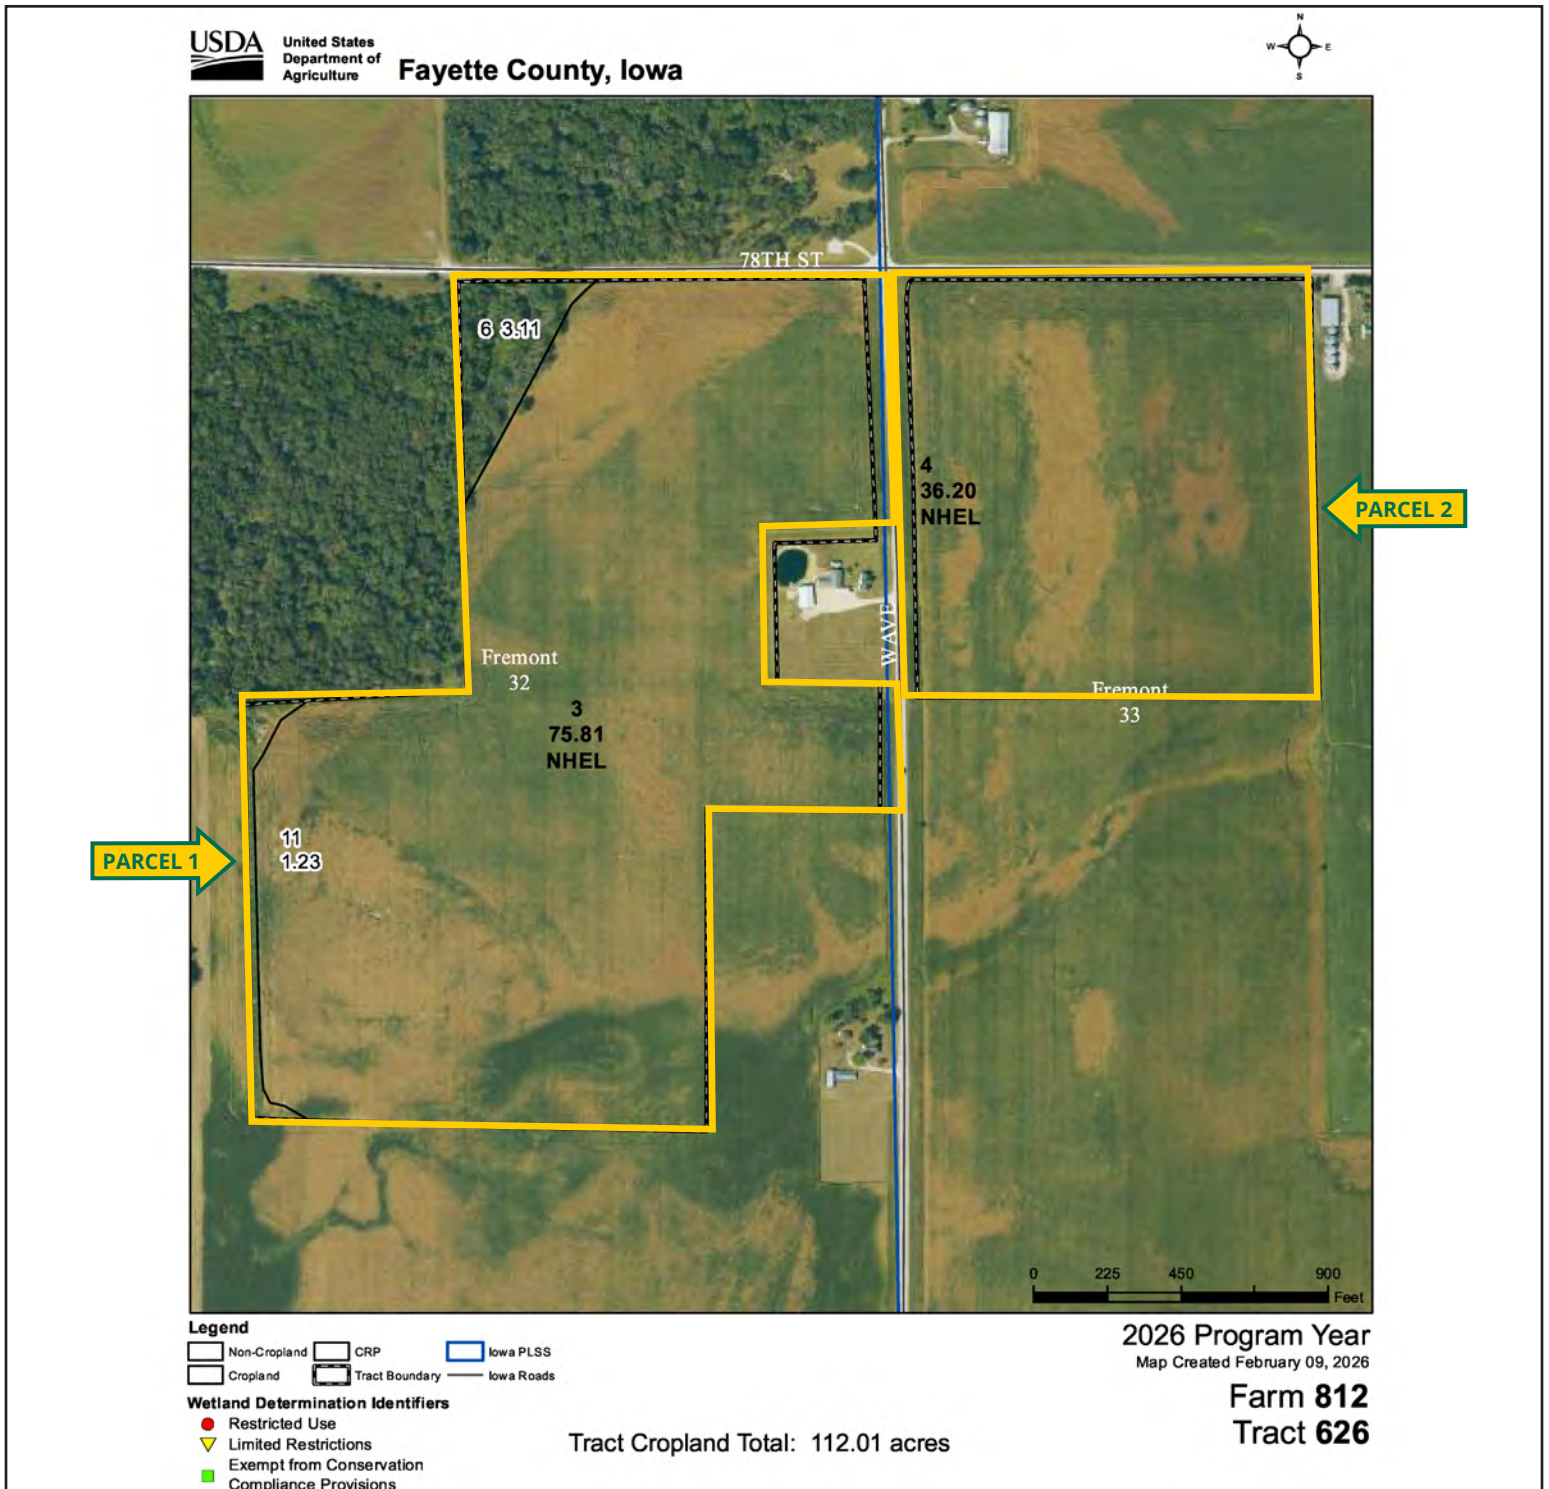 N
W E
S
USDA
United States
Department of
Agriculture
Fayette County, Iowa
78TH ST
6 3.11
4
36.20
NHEL
PARCEL 2
W AVE
Fremont
32
Fremont
33
3
75.81
NHEL
11
1.23
PARCEL 1
0 225 450 900
Feet
Legend
Non-Cropland CRP Iowa PLSS
Cropland Tract Boundary Iowa Roads
Wetland Determination Identifiers
Restricted Use
Limited Restrictions
Exempt from Conservation
Compliance Provisions
Tract Cropland Total: 112.01 acres
2026 Program Year
Map Created February 09, 2026
Farm 812
Tract 626